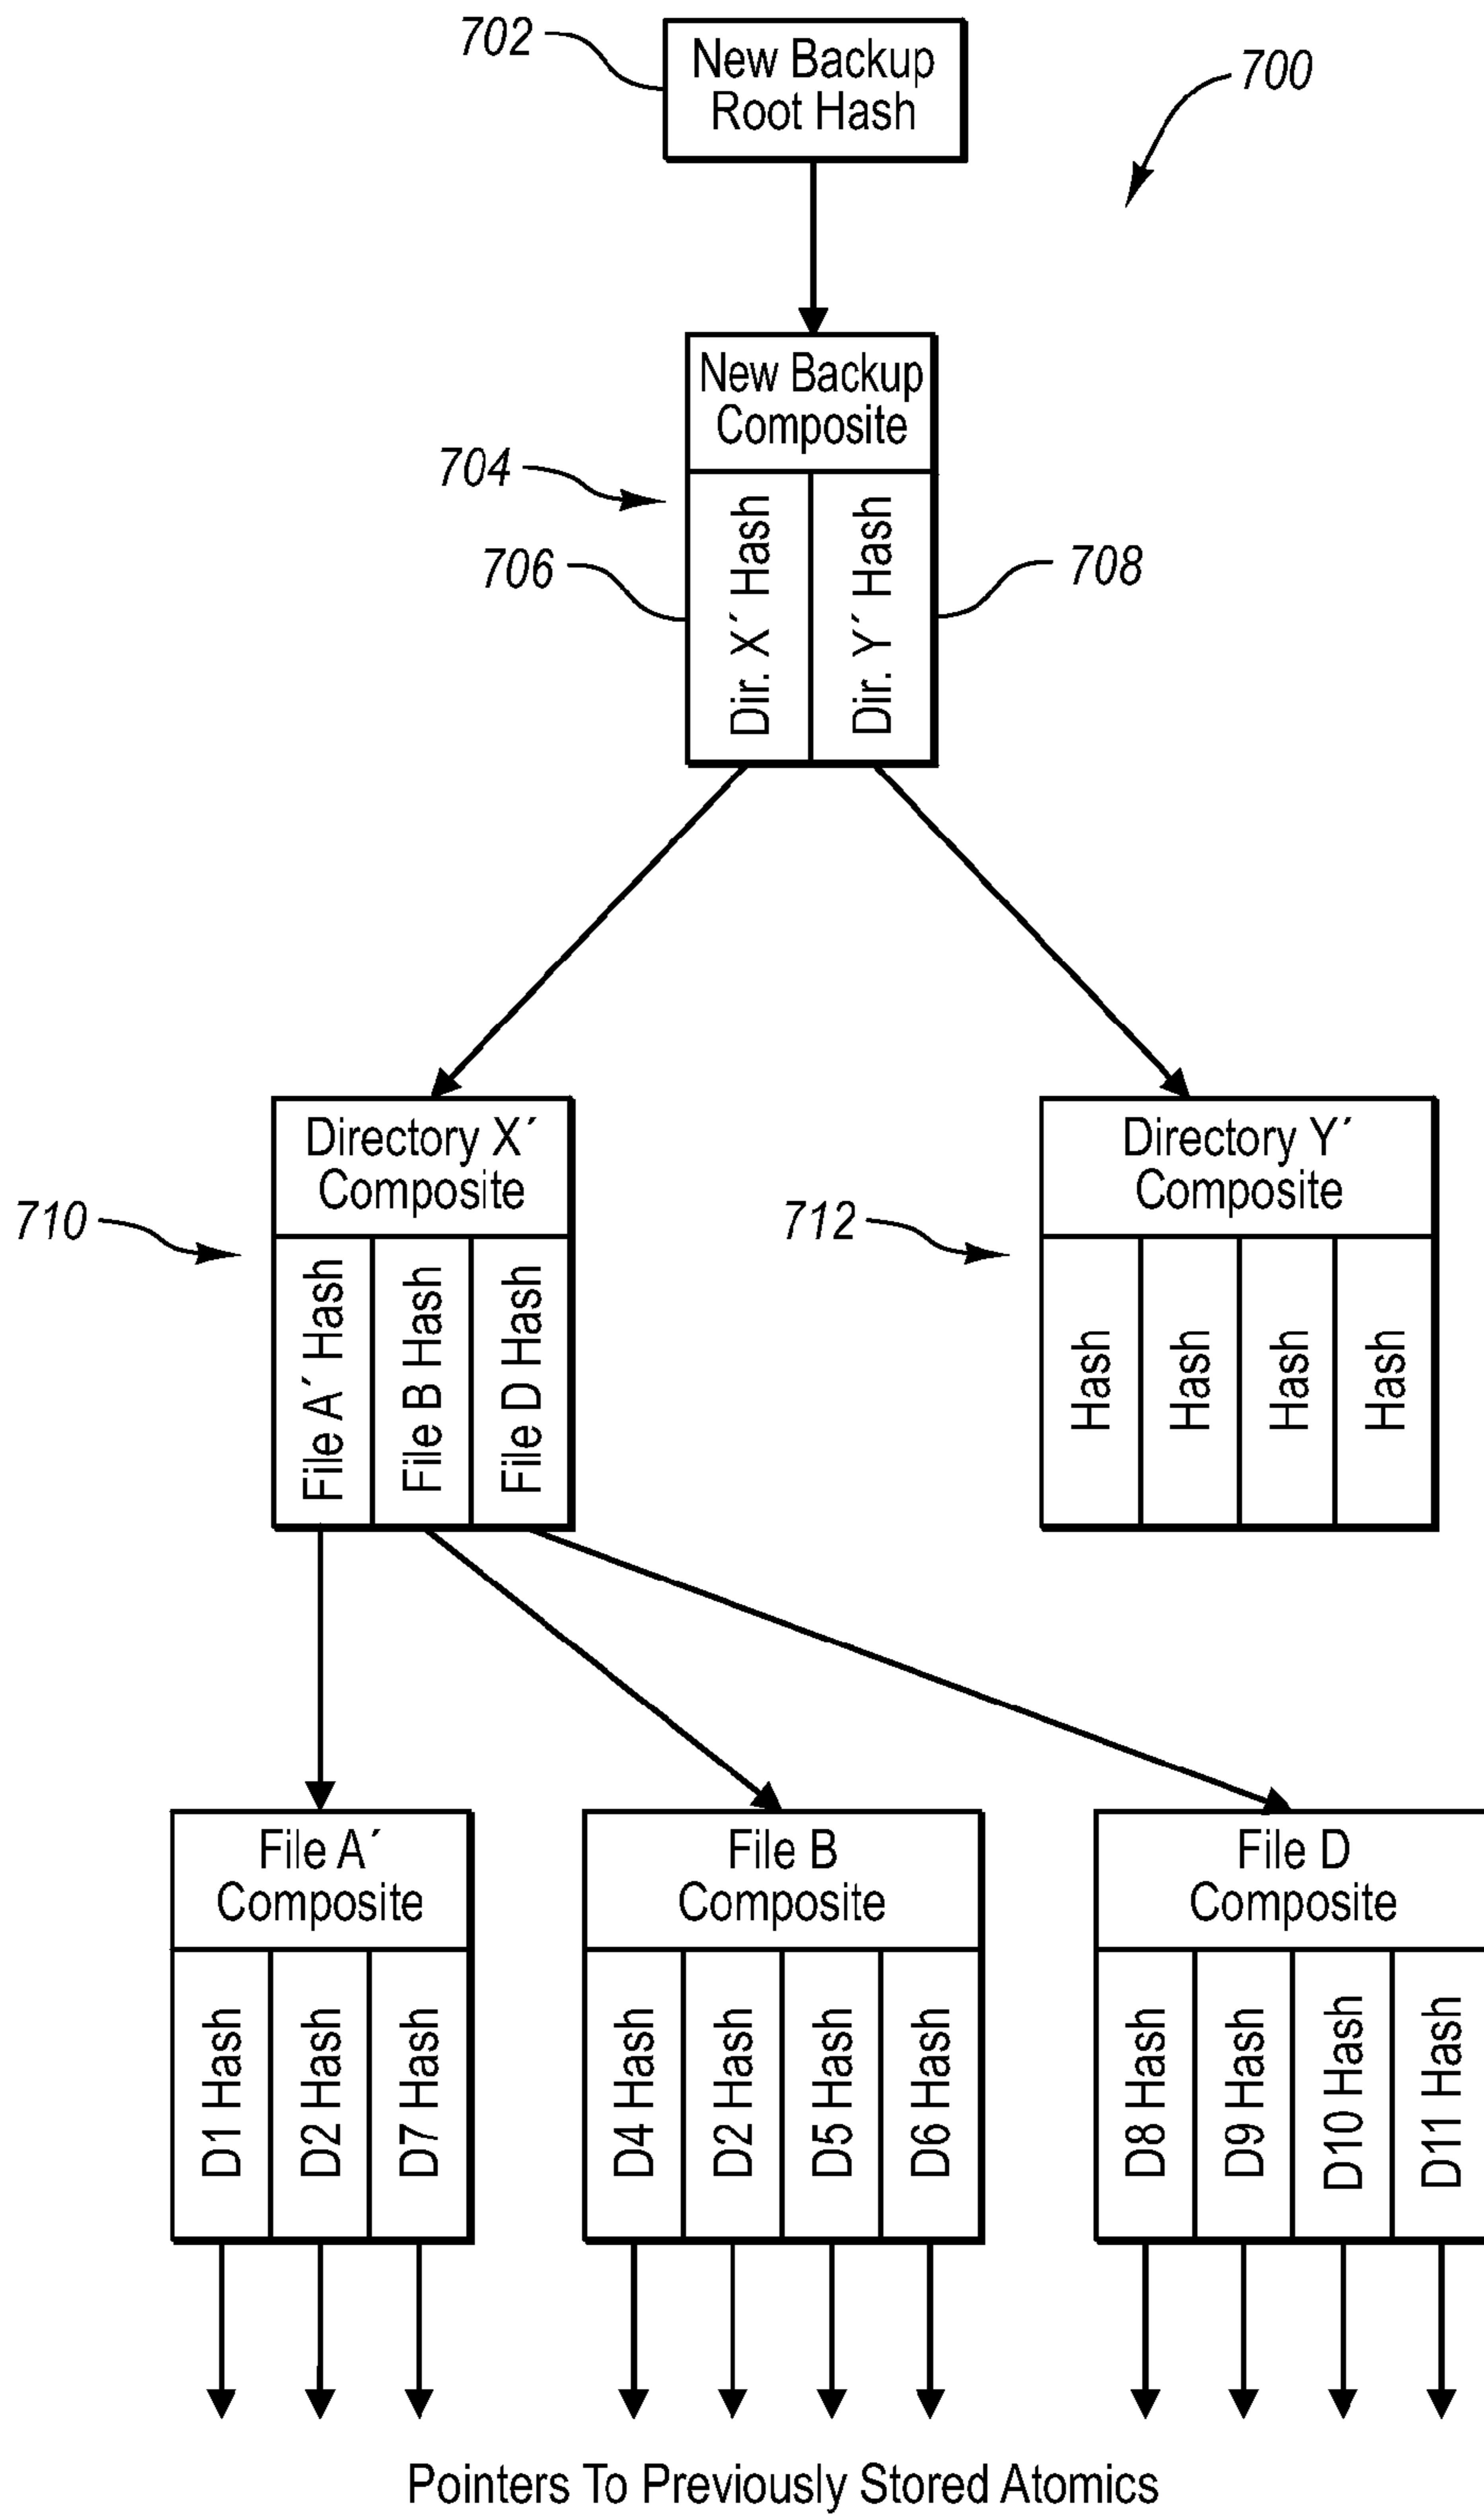 702
New Backup
Root Hash
700
New Backup
Composite
704
706
Dir. X´ Hash
Dir. Y´ Hash
708
Directory X´
Composite
710
File A´ Hash
File B Hash
File D Hash
Directory Y´
Composite
712
Hash
Hash
Hash
Hash
File A´
Composite
D1 Hash
D2 Hash
D7 Hash
File B
Composite
D4 Hash
D2 Hash
D5 Hash
D6 Hash
File D
Composite
D8 Hash
D9 Hash
D10 Hash
D11 Hash
Pointers To Previously Stored Atomics